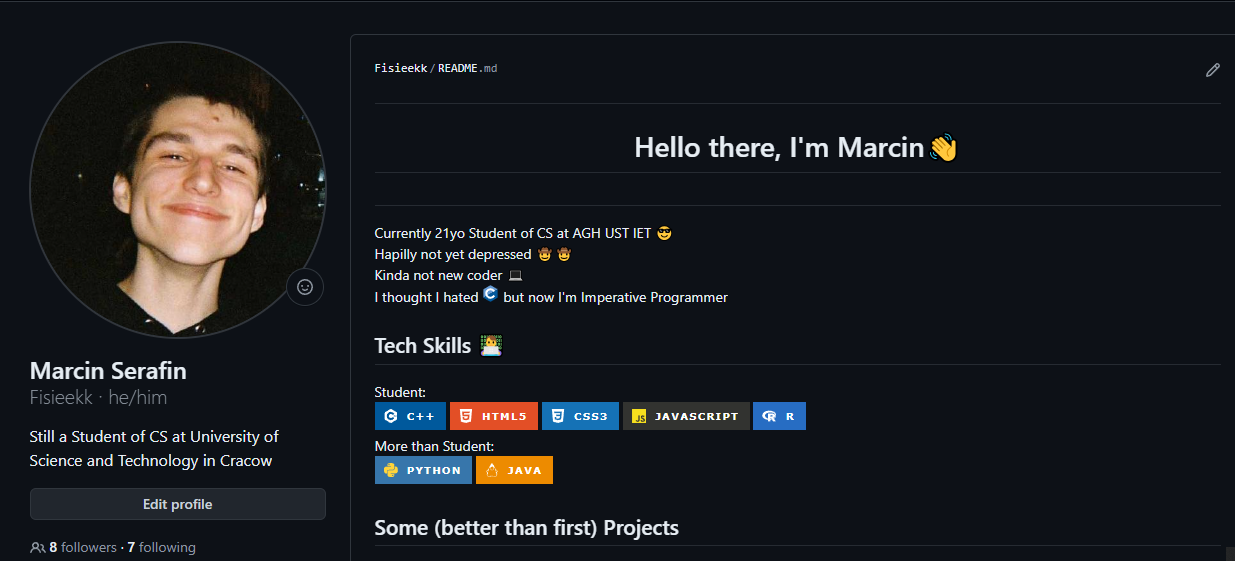 Fisieekk/README.md
Hello there, I'm Marcin 👋
Currently 21yo Student of CS at AGH UST IET 😎
Hapilly not yet depressed 🤠 🤠
Kinda not new coder 💻
I thought I hated C but now I'm Imperative Programmer
Tech Skills 👨‍💻
Student:
C++ HTML5 CSS3 JS JAVASCRIPT R R
More than Student:
PYTHON JAVA
Some (better than first) Projects
Marcin Serafin
Fisieekk · he/him
Still a Student of CS at University of
Science and Technology in Cracow
Edit profile
8 followers · 7 following